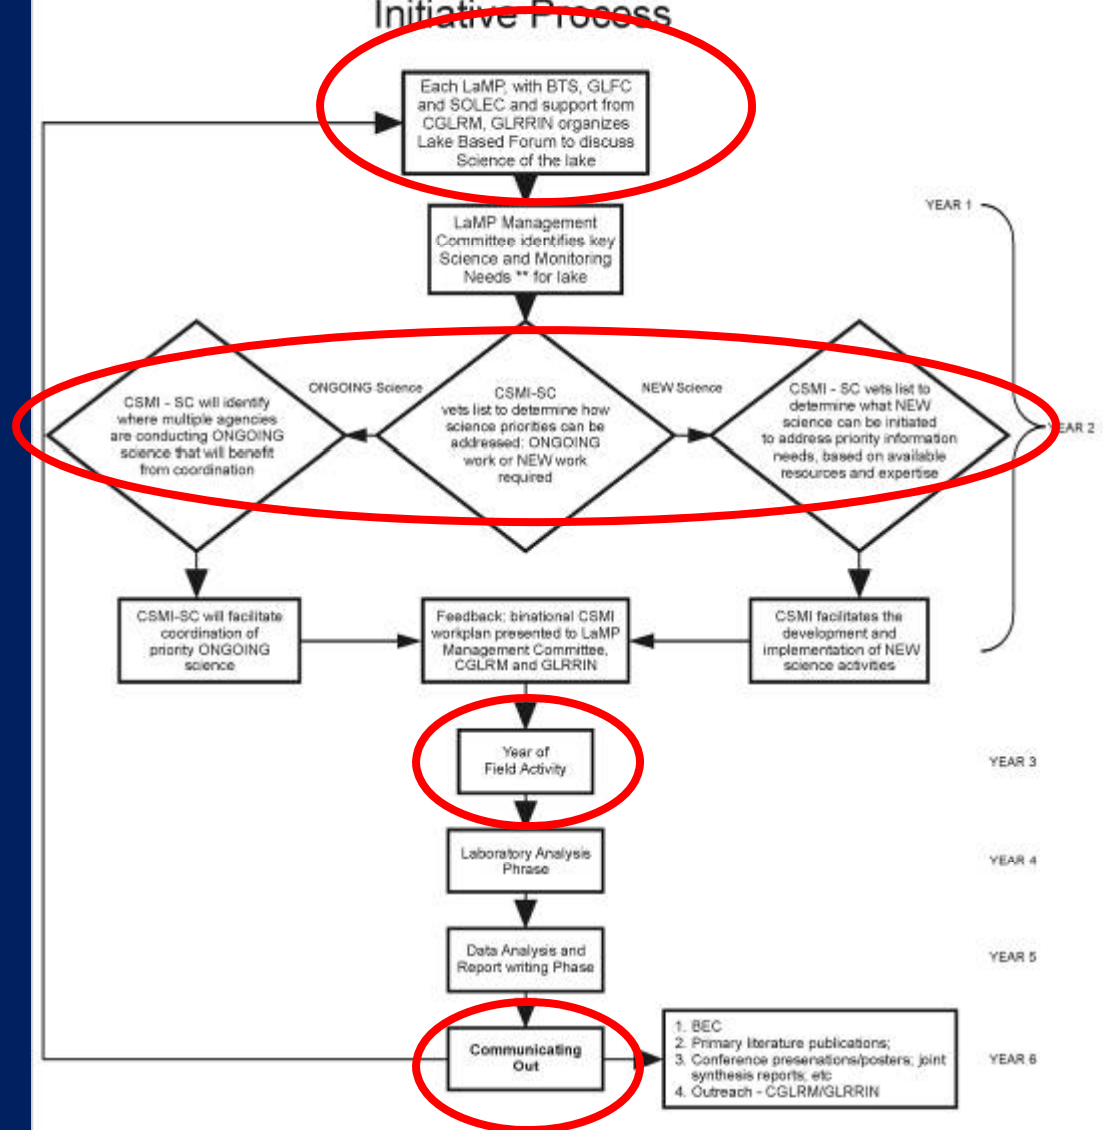 Initiative Process
Each LaMP, with BTS, GLFC
and SOLEC and support from
CGLRM, GLRRIN organizes
Lake Based Forum to discuss
Science of the lake
YEAR 1
LaMP Management
Committee identifies key
Science and Monitoring
Needs ** for lake
CSMI - SC will identify
where multiple agencies
are conducting ONGOING
science that will benefit
from coordination
ONGOING Science
CSMI-SC
vets list to determine how
science priorities can be
addressed; ONGOING
work or NEW work
required
NEW Science
CSMI - SC vets list to
determine what NEW
science can be initiated
to address priority information
needs, based on available
resources and expertise
YEAR 2
CSMI-SC will facilitate
coordination of
priority ONGOING
science
Feedback; binational CSMI
workplan presented to LaMP
Management Committee,
CGLRM and GLRRIN
CSMI facilitates the
development and
implementation of NEW
science activities
Year of
Field Activity
YEAR 3
Laboratory Analysis
Phrase
YEAR 4
Data Analysis and
Report writing Phase
YEAR 5
Communicating
Out
1. BEC
2. Primary literature publications;
3. Conference presenations/posters; joint
synthesis reports; etc
4. Outreach - CGLRM/GLRRIN
YEAR 6